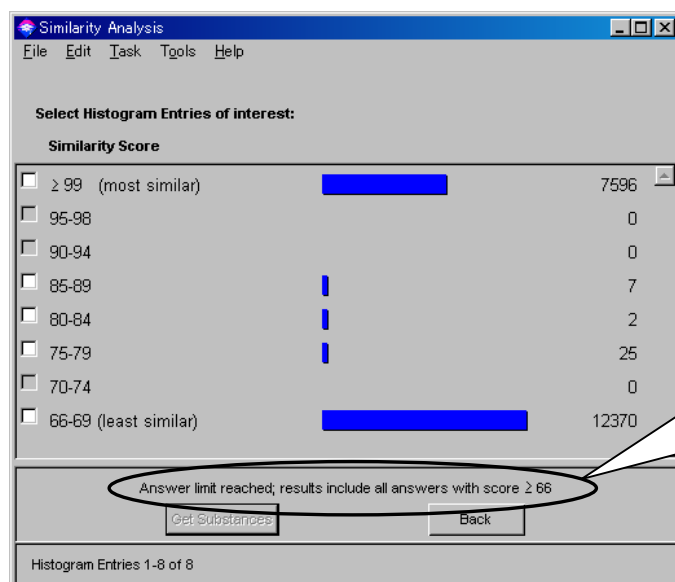 Similarity Analysis
File Edit Task Tools Help
Select Histogram Entries of interest:
Similarity Score
≥ 99 (most similar) 7596
95-98 0
90-94 0
85-89 7
80-84 2
75-79 25
70-74 0
66-69 (least similar) 12370
Answer limit reached; results include all answers with score ≥ 66
Get Substances Back
Histogram Entries 1-8 of 8